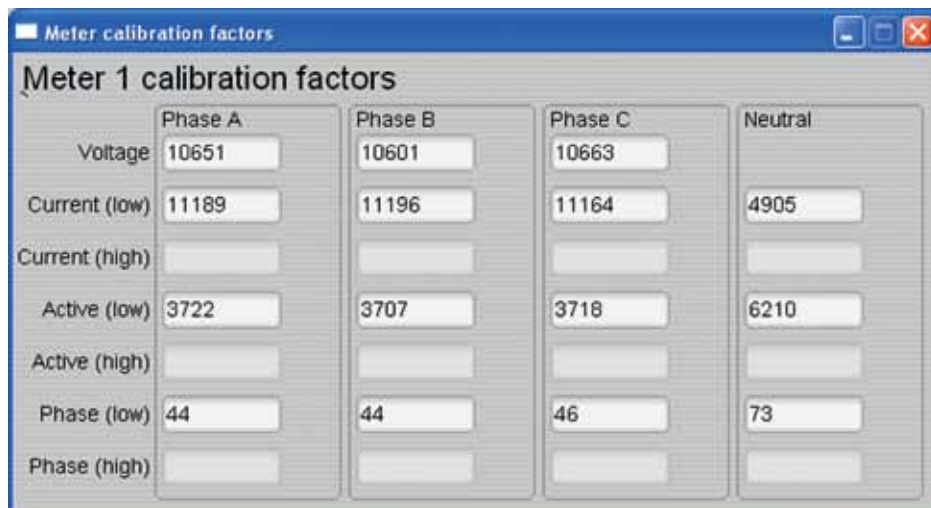 Meter calibration factors
Meter 1 calibration factors
Phase A Phase B Phase C Neutral
Voltage 10651 10601 10663
Current (low) 11189 11196 11164 4905
Current (high)
Active (low) 3722 3707 3718 6210
Active (high)
Phase (low) 44 44 46 73
Phase (high)